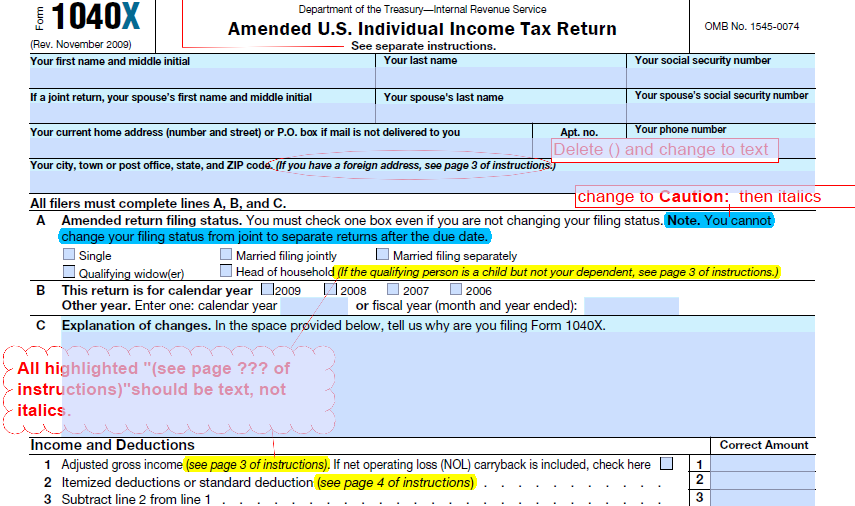 Form 1040X
Department of the Treasury—Internal Revenue Service
Amended U.S. Individual Income Tax Return
See separate instructions.
OMB No. 1545-0074
(Rev. November 2009)
Your first name and middle initial
Your last name
Your social security number
If a joint return, your spouse's first name and middle initial
Your spouse's last name
Your spouse's social security number
Your current home address (number and street) or P.O. box if mail is not delivered to you
Apt. no.
Your phone number
Delete () and change to text
Your city, town or post office, state, and ZIP code. (If you have a foreign address, see page 3 of instructions.)
change to Caution: then italics
All filers must complete lines A, B, and C.
A Amended return filing status. You must check one box even if you are not changing your filing status. Note. You cannot
change your filing status from joint to separate returns after the due date.
Single Married filing jointly Married filing separately
Qualifying widow(er) Head of household (If the qualifying person is a child but not your dependent, see page 3 of instructions.)
B This return is for calendar year 2009 2008 2007 2006
Other year. Enter one: calendar year or fiscal year (month and year ended):
C Explanation of changes. In the space provided below, tell us why are you filing Form 1040X.
All highlighted "(see page ??? of
instructions)"should be text, not
italics.
Income and Deductions
Correct Amount
1 Adjusted gross income (see page 3 of instructions). If net operating loss (NOL) carryback is included, check here 1
2 Itemized deductions or standard deduction (see page 4 of instructions) . . . . . . . . . . 2
3 Subtract line 2 from line 1 . . . . . . . . . . . . . . . . . . 3